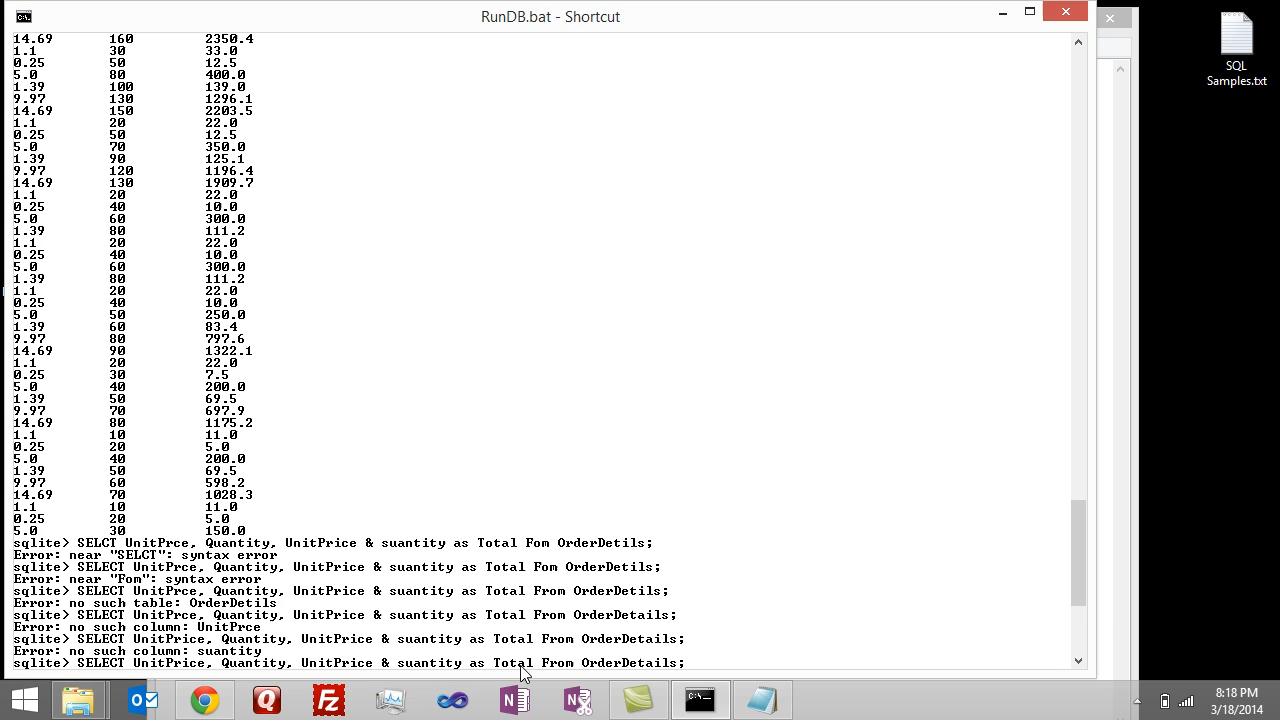 RunDB.bat - Shortcut
SQL
Samples.txt
14.69 160 2350.4
1.1 30 33.0
0.25 50 12.5
5.0 80 400.0
1.39 100 139.0
9.97 130 1296.1
14.69 150 2203.5
1.1 20 22.0
0.25 50 12.5
5.0 70 350.0
1.39 90 125.1
9.97 120 1196.4
14.69 130 1909.7
1.1 20 22.0
0.25 40 10.0
5.0 60 300.0
1.39 80 111.2
1.1 20 22.0
0.25 40 10.0
5.0 60 300.0
1.39 80 111.2
1.1 20 22.0
0.25 40 10.0
5.0 50 250.0
1.39 60 83.4
9.97 80 797.6
14.69 90 1322.1
1.1 20 22.0
0.25 30 7.5
5.0 40 200.0
1.39 50 69.5
9.97 70 697.9
14.69 80 1175.2
1.1 10 11.0
0.25 20 5.0
5.0 40 200.0
1.39 50 69.5
9.97 60 598.2
14.69 70 1028.3
1.1 10 11.0
0.25 20 5.0
5.0 30 150.0
sqlite> SELCT UnitPrce, Quantity, UnitPrice & suantity as Total Fom OrderDetils;
Error: near "SELCT": syntax error
sqlite> SELECT UnitPrce, Quantity, UnitPrice & suantity as Total Fom OrderDetils;
Error: near "Fom": syntax error
sqlite> SELECT UnitPrce, Quantity, UnitPrice & suantity as Total From OrderDetils;
Error: no such table: OrderDetils
sqlite> SELECT UnitPrce, Quantity, UnitPrice & suantity as Total From OrderDetails;
Error: no such column: UnitPrce
sqlite> SELECT UnitPrice, Quantity, UnitPrice & suantity as Total From OrderDetails;
Error: no such column: suantity
sqlite> SELECT UnitPrice, Quantity, UnitPrice & suantity as Total From OrderDetails;
8:18 PM
3/18/2014